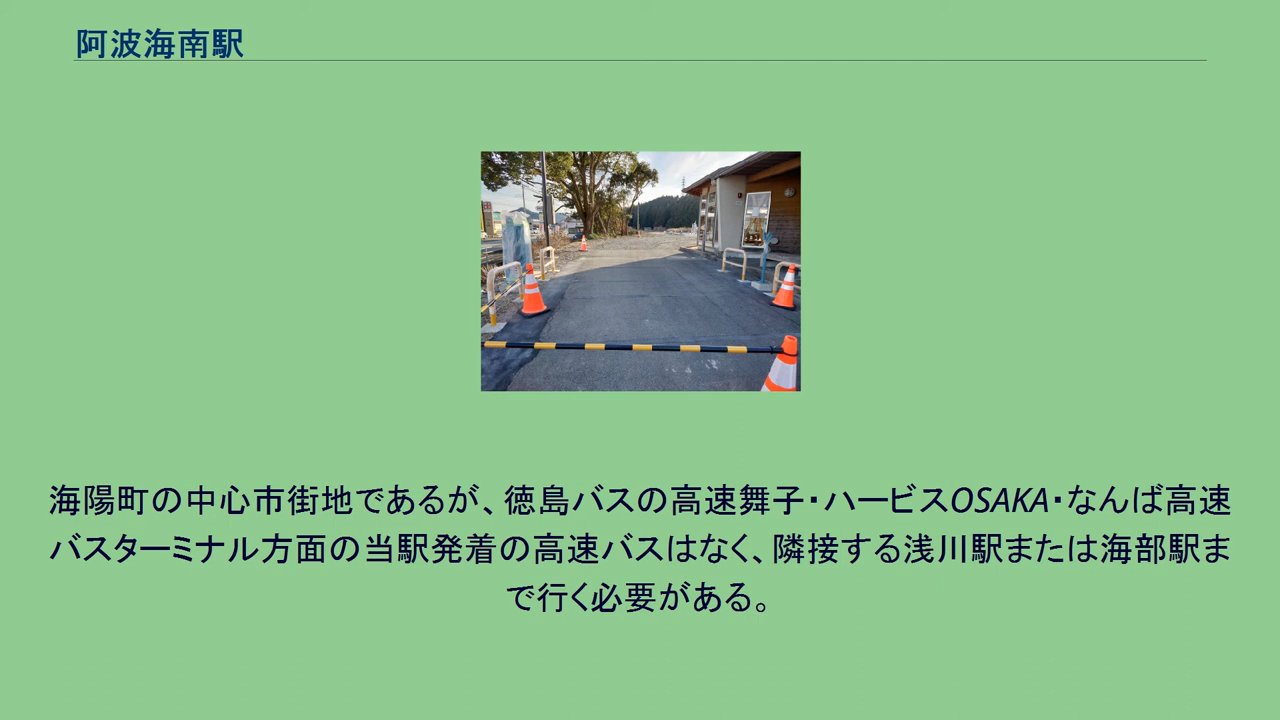 阿波海南駅
海陽町の中心市街地であるが、徳島バスの高速舞子・ハービスOSAKA・なんば高速
バスターミナル方面の当駅発着の高速バスはなく、隣接する浅川駅または海部駅ま
で行く必要がある。